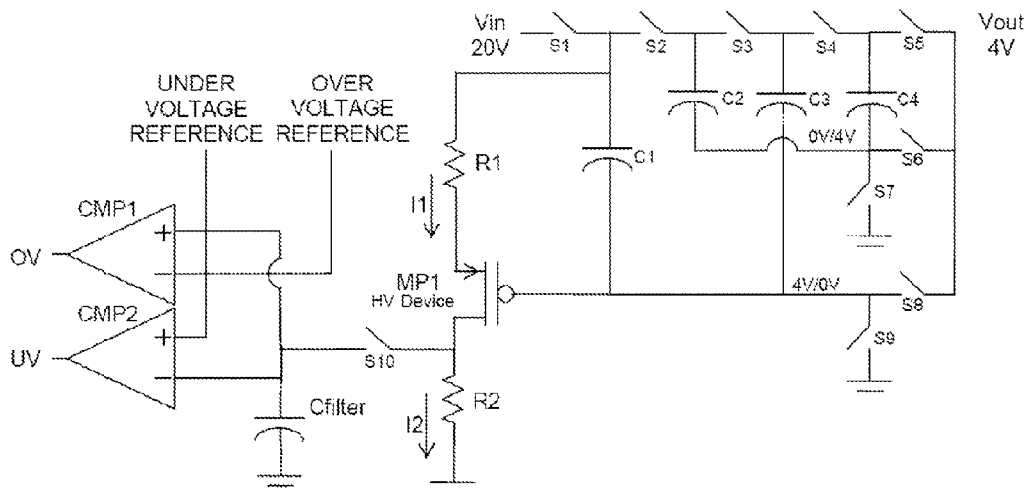 Vin
20V
S1
S2
S3
S4
S5
Vout
4V
UNDER
VOLTAGE
REFERENCE
OVER
VOLTAGE
REFERENCE
C2
C3
C4
0V/4V
S6
R1
C1
S7
I1
CMP1
+
−
OV
MP1
HV Device
4V/0V
S8
CMP2
+
−
UV
S10
S9
Cfilter
I2
R2